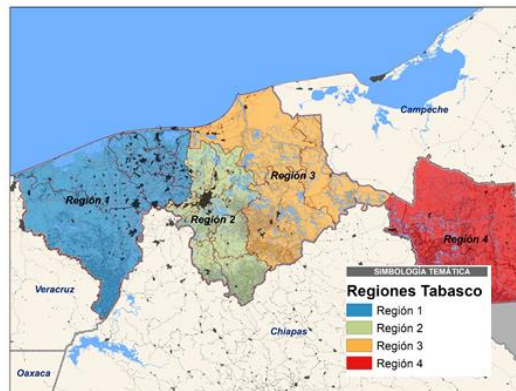 Campeche
Región 3
Región 1
Región 2
Región 4
SIMBOLOGÍA TEMÁTICA
Regiones Tabasco
Región 1
Región 2
Región 3
Región 4
Veracruz
Chiapas
Oaxaca